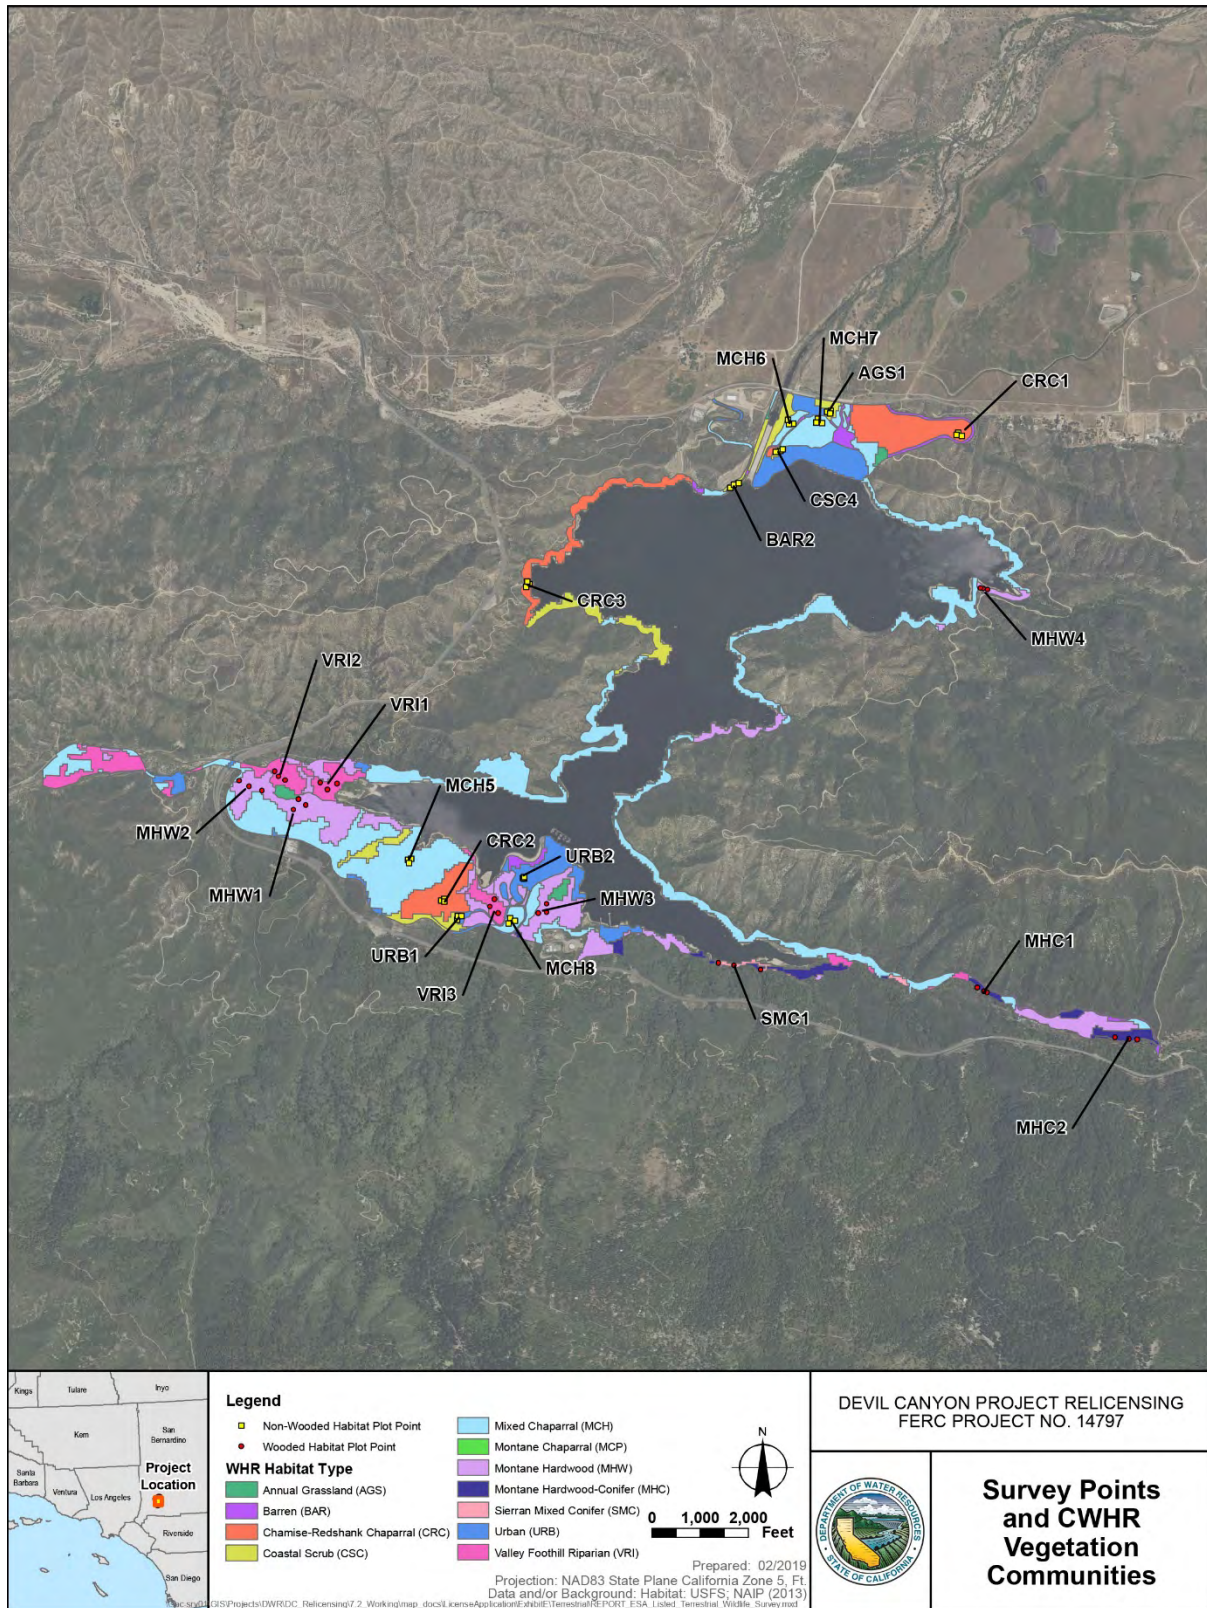 MCH7
MCH6
AGS1
CRC1
CSC4
BAR2
CRC3
MHW4
VRI2
VRI1
MCH5
MHW2
CRC2
URB2
MHW1
MHW3
URB1
MCH8
VRI3
MHC1
SMC1
MHC2
Kings
Tulare
Inyo
Kern
San
Bernardino
Santa
Barbara
Ventura
Los Angeles
Project
Location
Riverside
San Diego
Legend
Non-Wooded Habitat Plot Point
Wooded Habitat Plot Point
WHR Habitat Type
Annual Grassland (AGS)
Barren (BAR)
Chamise-Redshank Chaparral (CRC)
Coastal Scrub (CSC)
Mixed Chaparral (MCH)
Montane Chaparral (MCP)
Montane Hardwood (MHW)
Montane Hardwood-Conifer (MHC)
Sierran Mixed Conifer (SMC)
Urban (URB)
Valley Foothill Riparian (VRI)
N
0 1,000 2,000
Feet
Prepared: 02/2019
Projection: NAD83 State Plane California Zone 5, Ft.
Data and/or Background: Habitat: USFS; NAIP (2013)
DEVIL CANYON PROJECT RELICENSING
FERC PROJECT NO. 14797
DEPARTMENT OF WATER RESOURCES
STATE OF CALIFORNIA
Survey Points
and CWHR
Vegetation
Communities